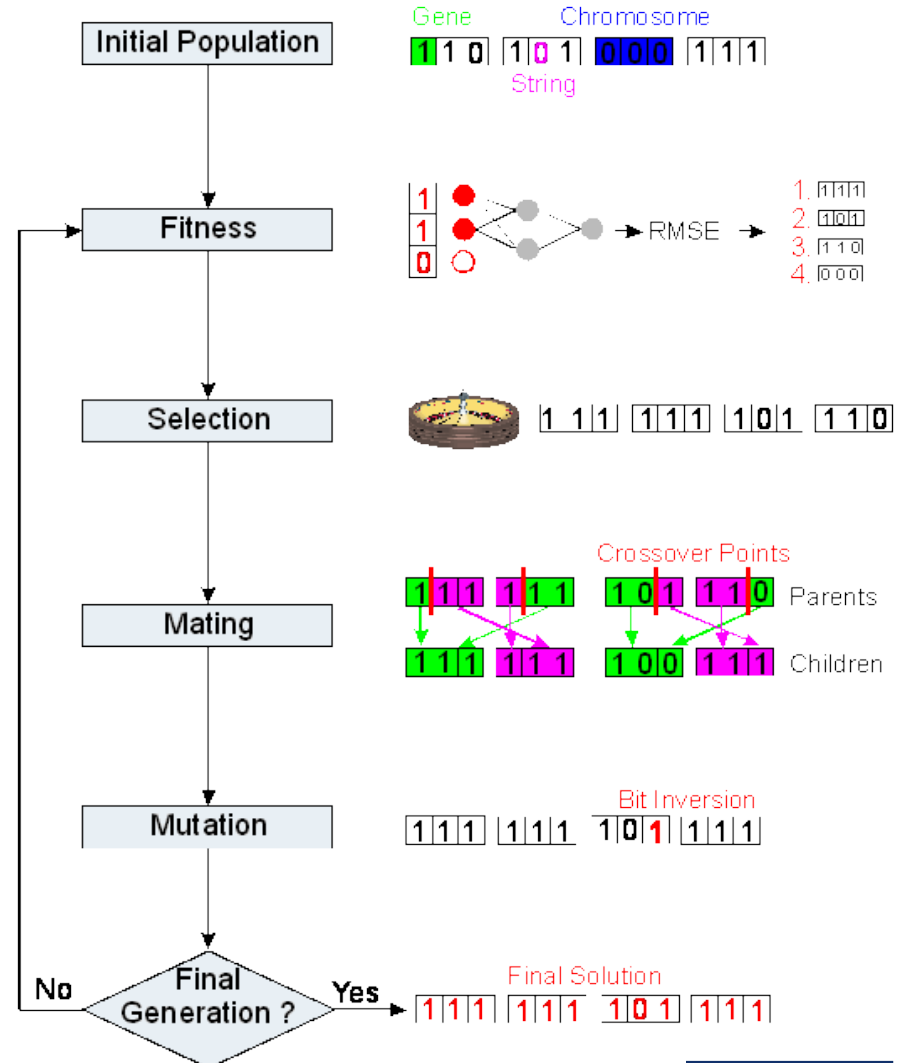 Gene Chromosome
Initial Population
1 1 0 1 0 1 0 0 0 1 1 1
String
1
1
0
Fitness
RMSE
1. 1 1 1
2. 1 0 1
3. 1 1 0
4. 0 0 0
Selection
1 1 1 1 1 1 1 0 1 1 1 0
Crossover Points
1 1 1 1 1 1 1 0 1 1 1 0 Parents
Mating
1 1 1 1 1 1 1 0 0 1 1 1 Children
Bit Inversion
Mutation
1 1 1 1 1 1 1 0 1 1 1 1
Final Solution
No Final Generation ? Yes
1 1 1 1 1 1 1 0 1 1 1 1